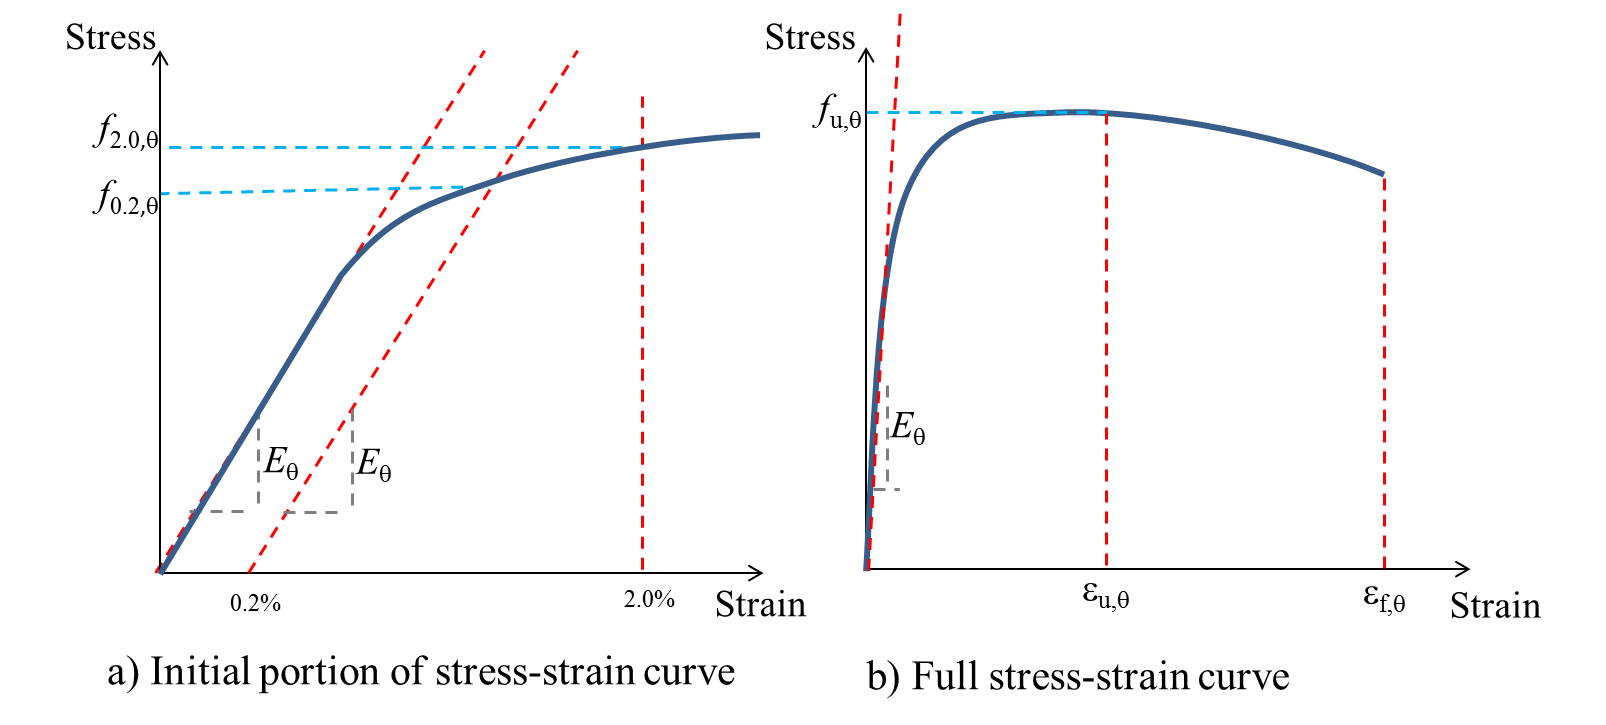 Stress
f2.0,θ
f0.2,θ
Eθ
Eθ
0.2%
2.0%
Strain
a) Initial portion of stress-strain curve
Stress
fu,θ
Eθ
εu,θ
εf,θ
Strain
b) Full stress-strain curve